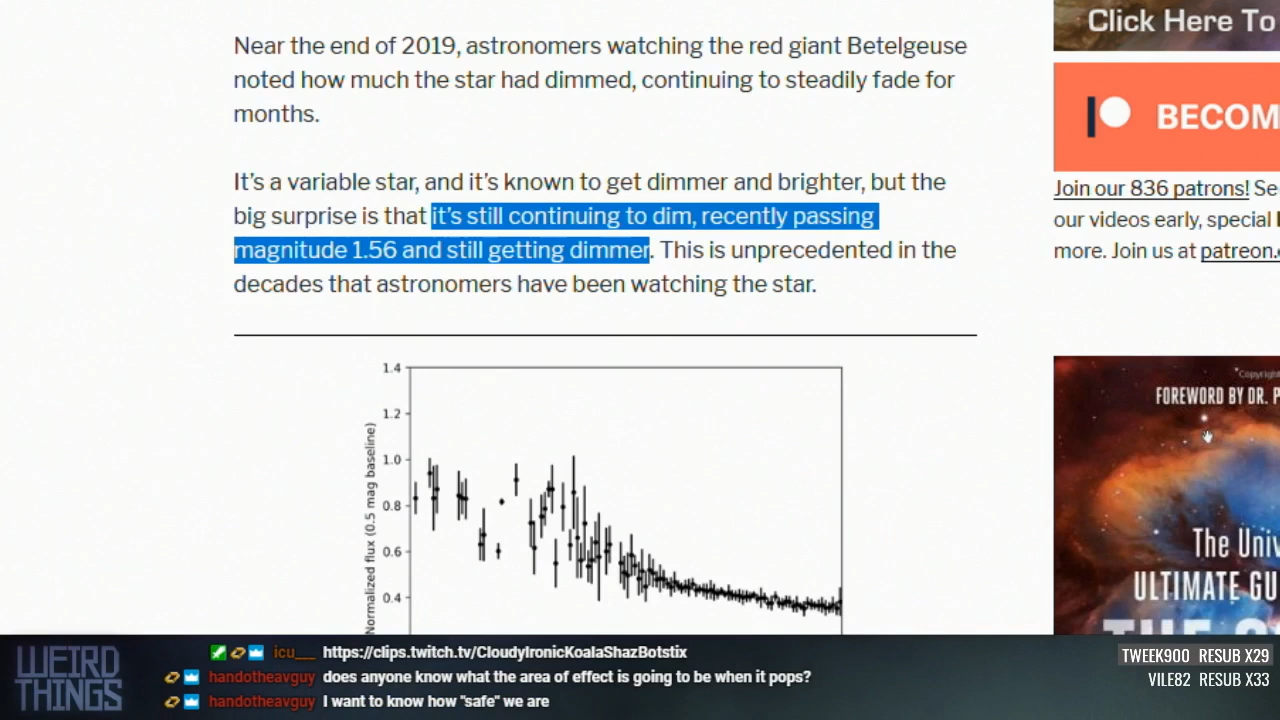 Near the end of 2019, astronomers watching the red giant Betelgeuse
noted how much the star had dimmed, continuing to steadily fade for
months.
It's a variable star, and it's known to get dimmer and brighter, but the
big surprise is that it's still continuing to dim, recently passing
magnitude 1.56 and still getting dimmer. This is unprecedented in the
decades that astronomers have been watching the star.
1.4
1.2
1.0
0.8
0.6
0.4
Normalized flux (0.5 mag baseline)
Click Here To
BECOM
Join our 836 patrons! Se
our videos early, special
more. Join us at patreon.
Copyright
FOREWORD BY DR. P
The Univ
ULTIMATE GU
WEIRD
THINGS
icu__ https://clips.twitch.tv/CloudyIronicKoalaShazBotstix
handotheavguy does anyone know what the area of effect is going to be when it pops?
handotheavguy I want to know how "safe" we are
TWEEK900 RESUB X29
VILE82 RESUB X33